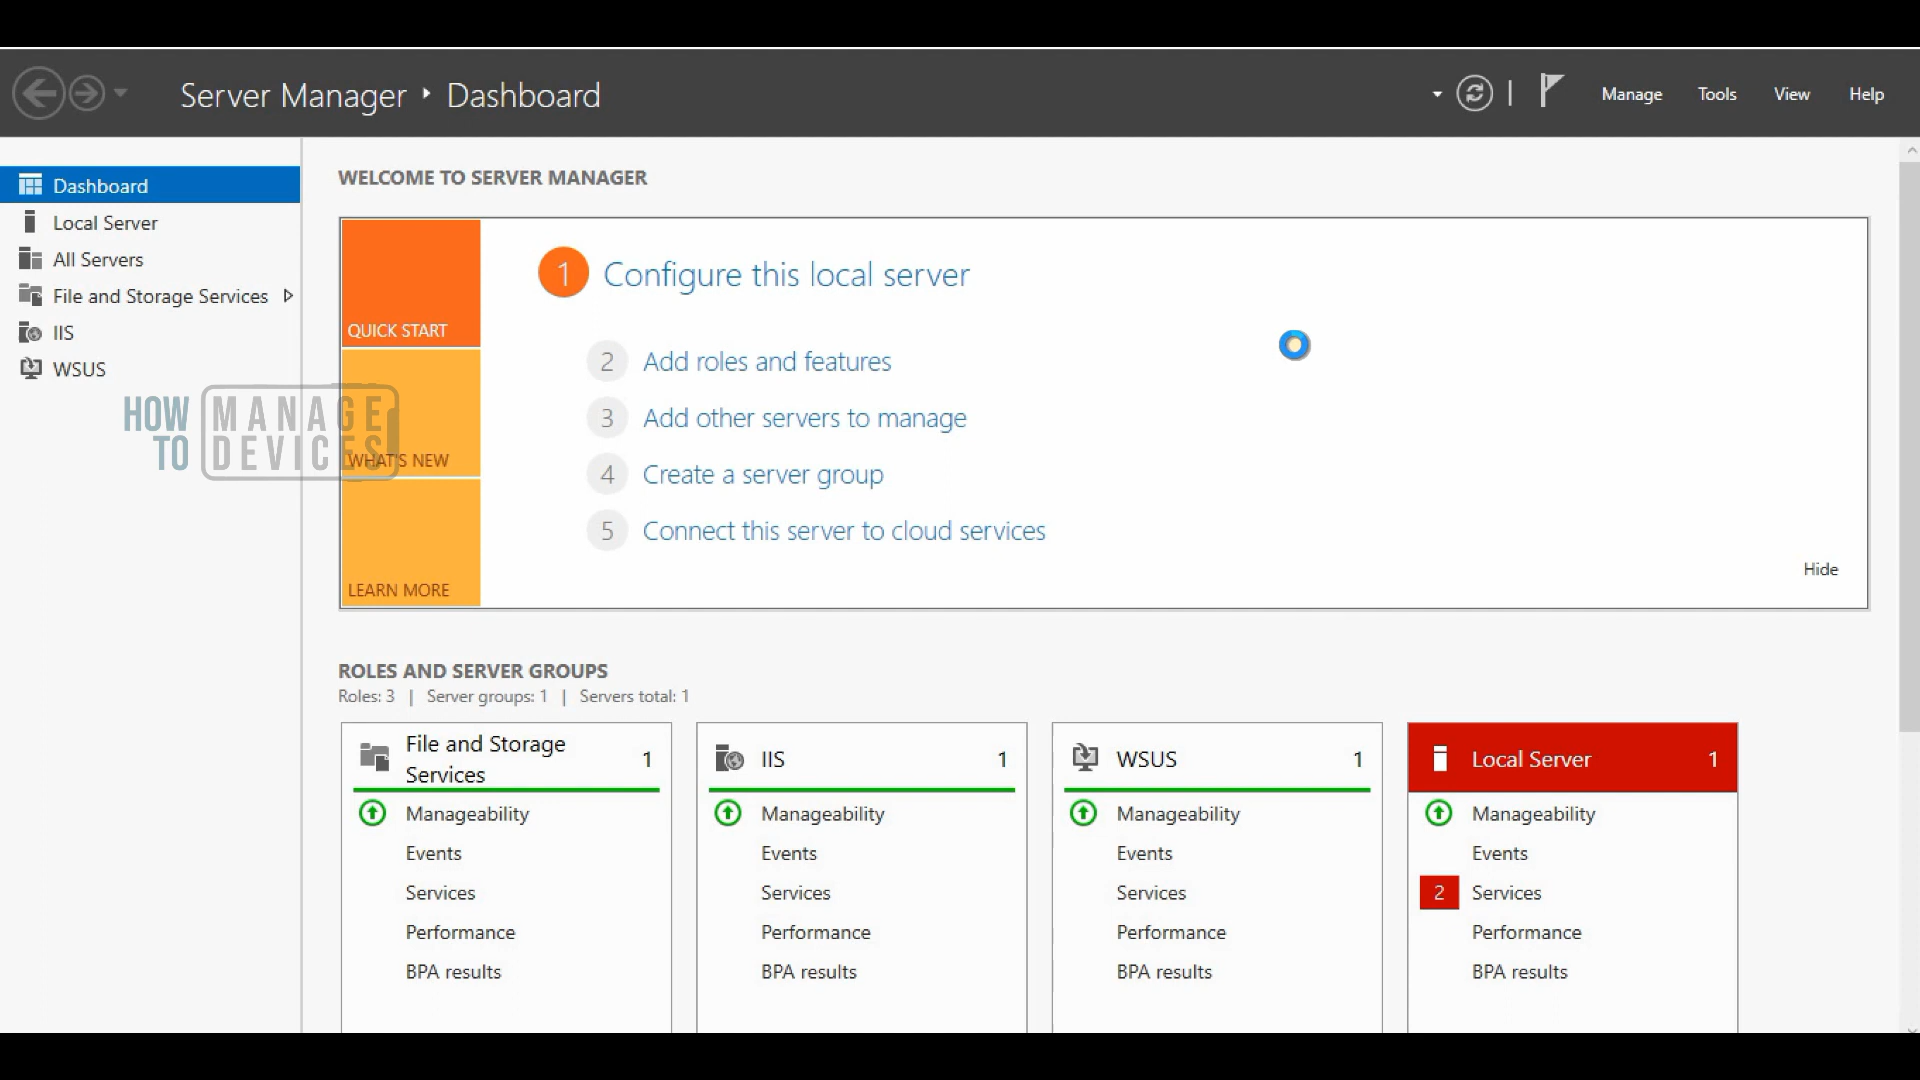 Server Manager ‣ Dashboard
Manage Tools View Help
Dashboard
Local Server
All Servers
File and Storage Services
IIS
WSUS
HOW TO MANAGE DEVICES
WELCOME TO SERVER MANAGER
QUICK START
WHAT'S NEW
LEARN MORE
1 Configure this local server
2 Add roles and features
3 Add other servers to manage
4 Create a server group
5 Connect this server to cloud services
Hide
ROLES AND SERVER GROUPS
Roles: 3 | Server groups: 1 | Servers total: 1
File and Storage
Services 1
Manageability
Events
Services
Performance
BPA results
IIS 1
Manageability
Events
Services
Performance
BPA results
WSUS 1
Manageability
Events
Services
Performance
BPA results
Local Server 1
Manageability
Events
2 Services
Performance
BPA results